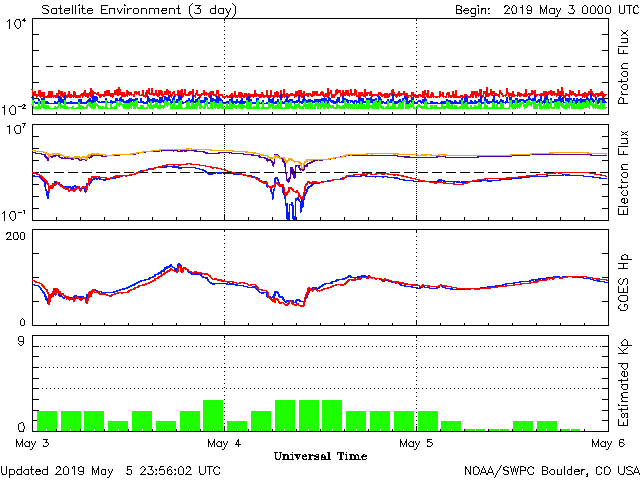 Satellite Environment (3 day) Begin: 2019 May 3 0000 UTC
10^4
10^-2
Proton Flux
10^7
10^-1
Electron Flux
200
0
GOES Hp
9
0
Estimated Kp
May 3 May 4 May 5 May 6
Universal Time
Updated 2019 May 5 23:56:02 UTC NOAA/SWPC Boulder, CO USA